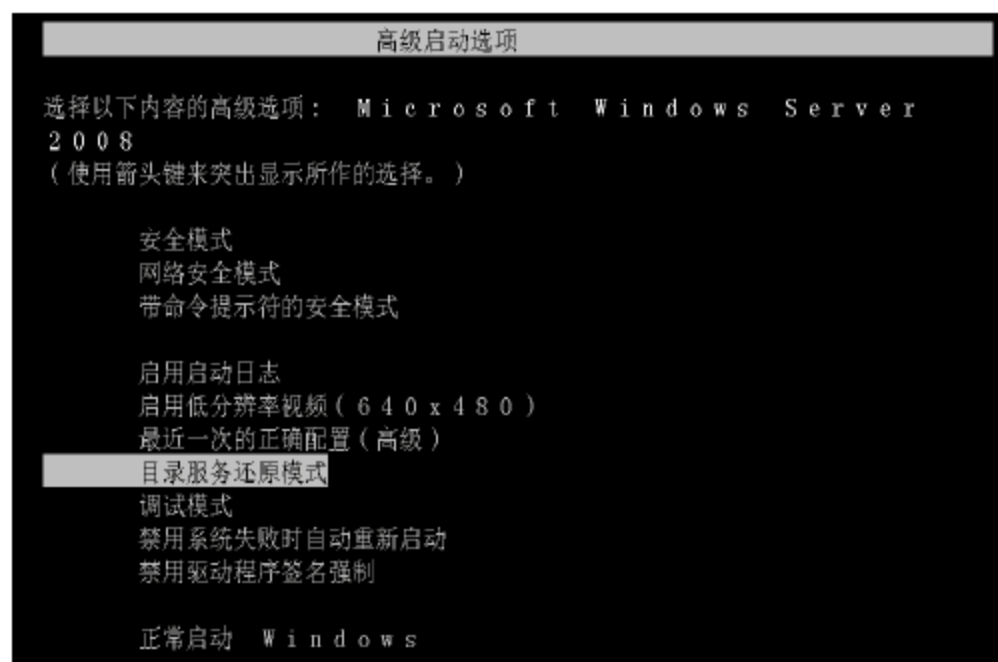 高级启动选项
选择以下内容的高级选项： Microsoft Windows Server
2008
(使用箭头键来突出显示所作的选择。)
安全模式
网络安全模式
带命令提示符的安全模式
启用启动日志
启用低分辨率视频(640x480)
最近一次的正确配置(高级)
目录服务还原模式
调试模式
禁用系统失败时自动重新启动
禁用驱动程序签名强制
正常启动 Windows